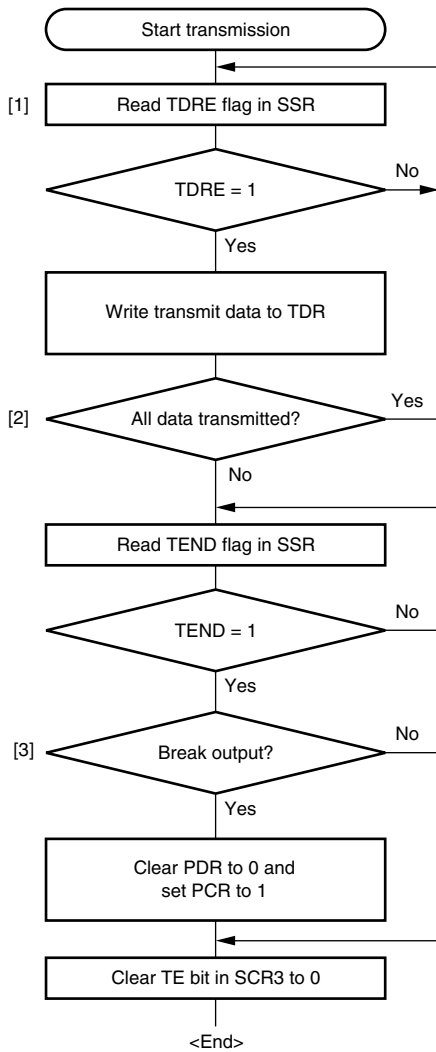 Start transmission
[1]
Read TDRE flag in SSR
No
TDRE = 1
Yes
Write transmit data to TDR
[2]
All data transmitted?
Yes
No
Read TEND flag in SSR
No
TEND = 1
Yes
[3]
Break output?
No
Yes
Clear PDR to 0 and
set PCR to 1
Clear TE bit in SCR3 to 0
<End>